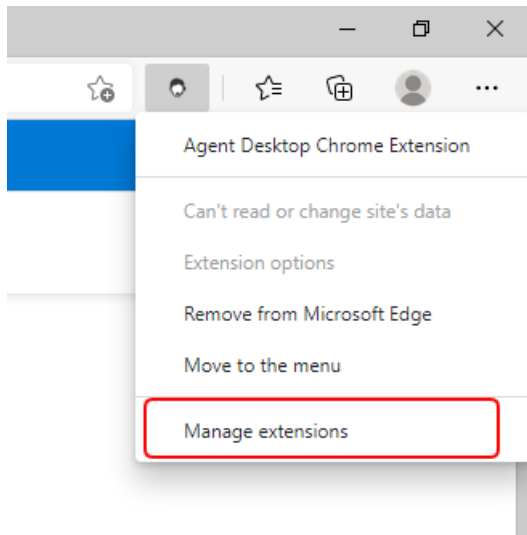 Agent Desktop Chrome Extension
Can't read or change site's data
Extension options
Remove from Microsoft Edge
Move to the menu
Manage extensions